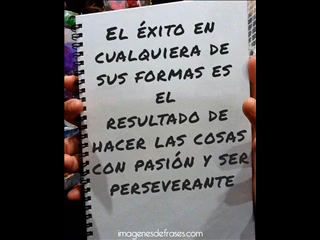 El éxito en
cualquiera de
sus formas es
el
resultado de
hacer las cosas
con pasión y ser
perseverante
imagenesdefrases.com